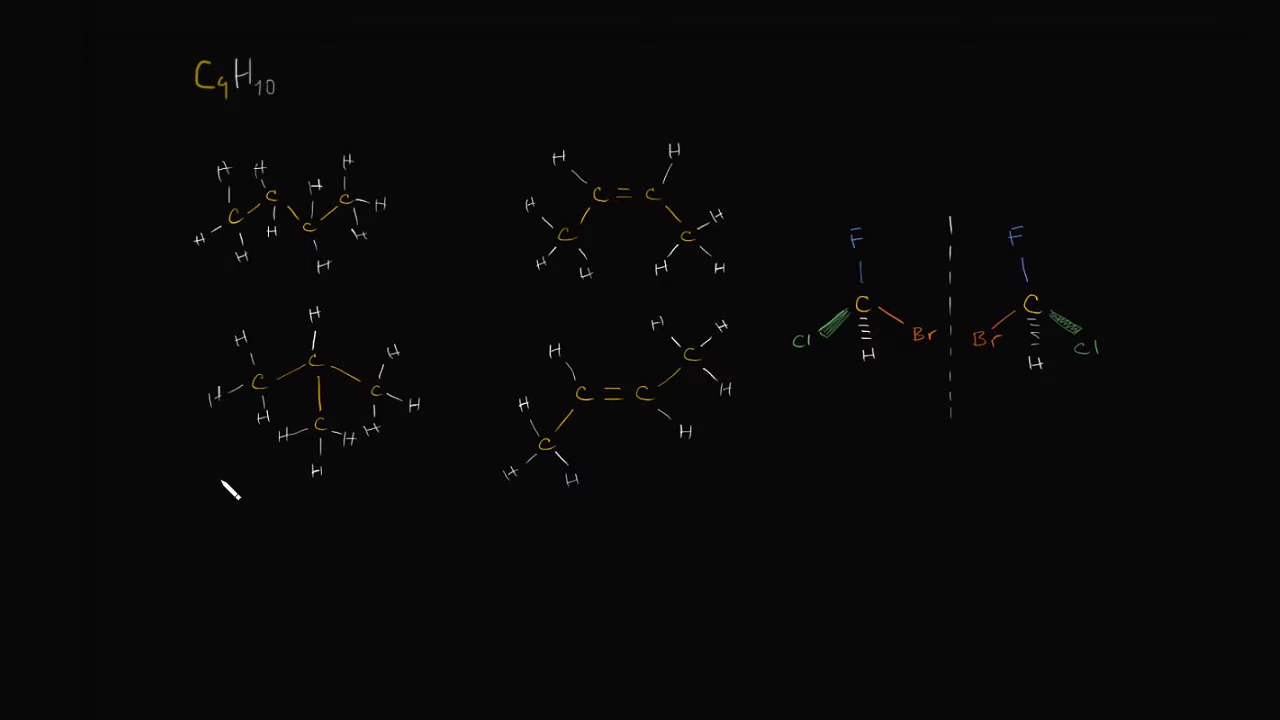 C4H10
H H H H
C C C C
H H H H H H
H
H H C H
C C
H H H
H C H H
H
H H
C = C
H C C H
H H H H
H H
H C
H C = C H
C H
H H
F
C
Cl Br
H
F
C
Br Cl
H